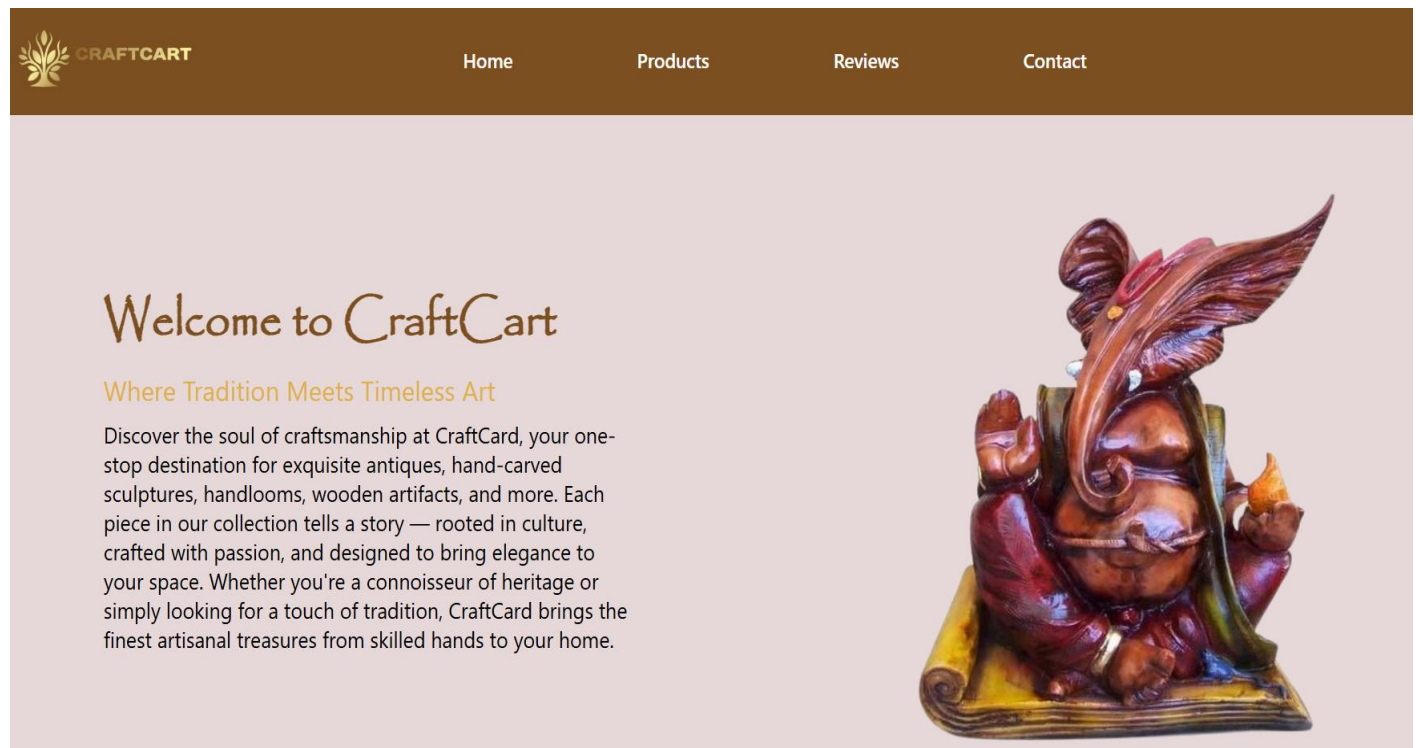 CRAFTCART
Home Products Reviews Contact
Welcome to CraftCart
Where Tradition Meets Timeless Art
Discover the soul of craftsmanship at CraftCard, your one-
stop destination for exquisite antiques, hand-carved
sculptures, handlooms, wooden artifacts, and more. Each
piece in our collection tells a story — rooted in culture,
crafted with passion, and designed to bring elegance to
your space. Whether you're a connoisseur of heritage or
simply looking for a touch of tradition, CraftCard brings the
finest artisanal treasures from skilled hands to your home.